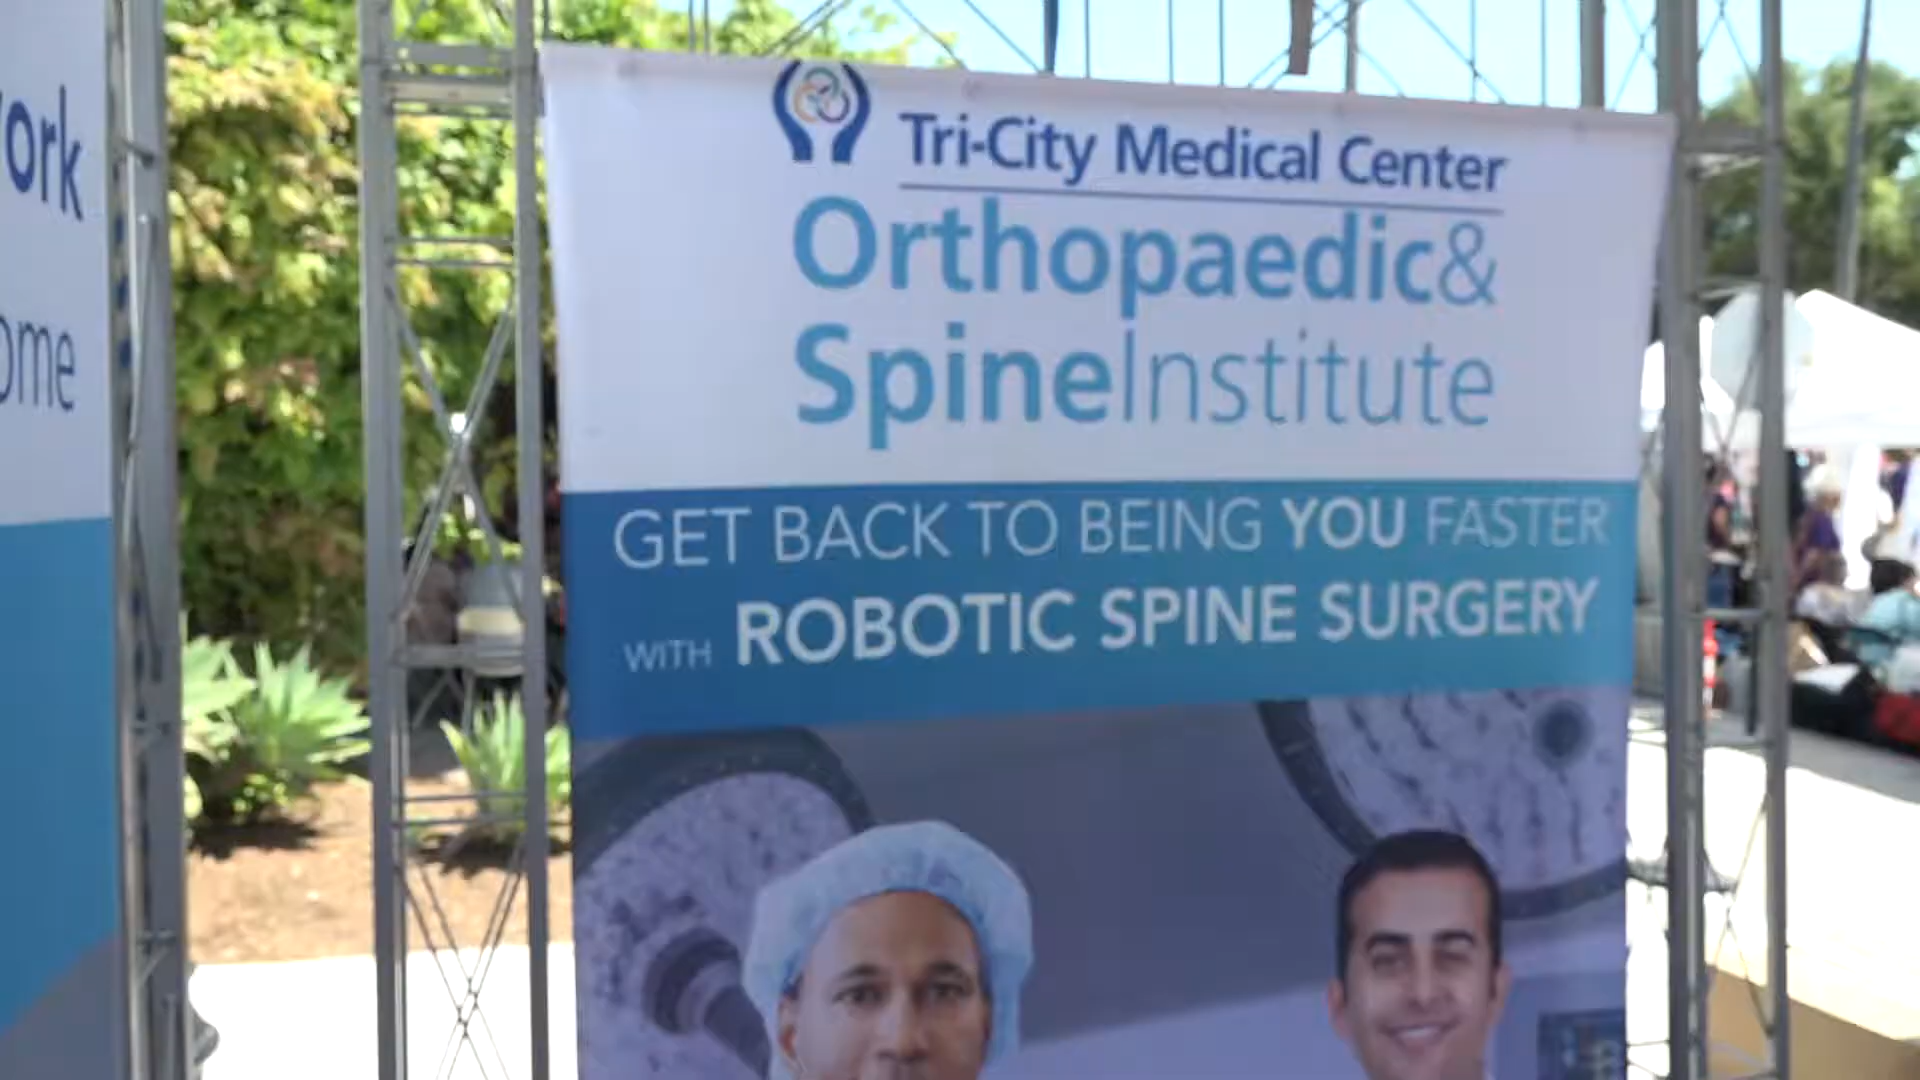 Tri-City Medical Center
Orthopaedic&
SpineInstitute
GET BACK TO BEING YOU FASTER
WITH ROBOTIC SPINE SURGERY